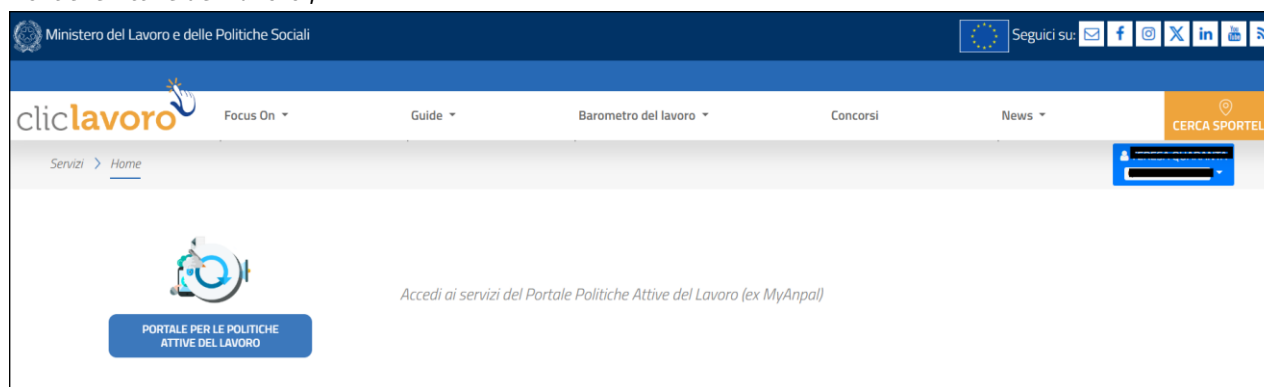 Ministero del Lavoro e delle Politiche Sociali
Seguici su:
cliclavoro
Focus On
Guide
Barometro del lavoro
Concorsi
News
CERCA SPORTEL
Servizi > Home
Accedi ai servizi del Portale Politiche Attive del Lavoro (ex MyAnpal)
PORTALE PER LE POLITICHE
ATTIVE DEL LAVORO